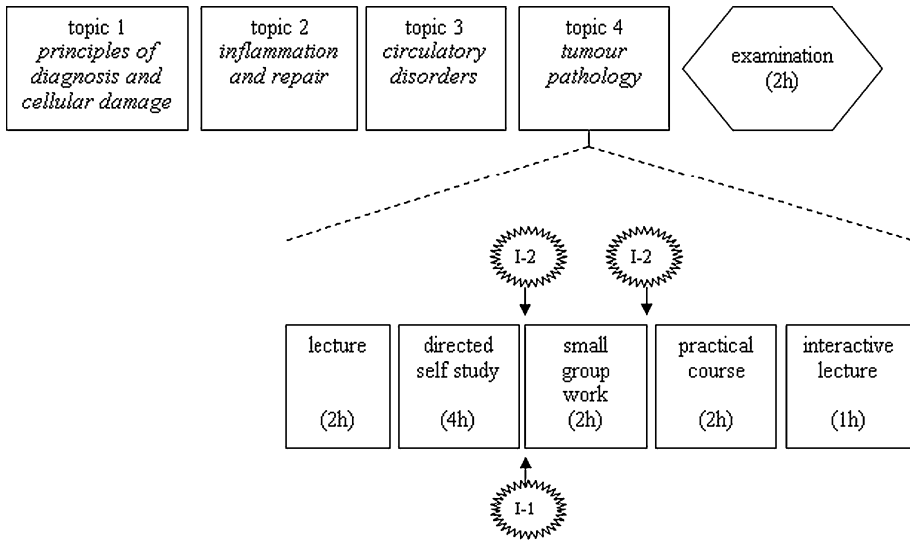 topic 1
principles of
diagnosis and
cellular damage
topic 2
inflammation
and repair
topic 3
circulatory
disorders
topic 4
tumour
pathology
examination
(2h)
I-2
I-2
lecture
(2h)
directed
self study
(4h)
small
group
work
(2h)
practical
course
(2h)
interactive
lecture
(1h)
I-1